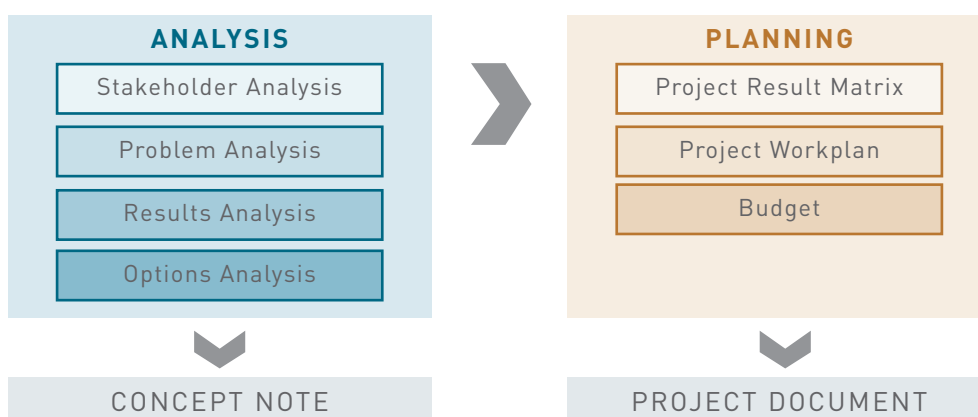 ANALYSIS
Stakeholder Analysis
Problem Analysis
Results Analysis
Options Analysis
CONCEPT NOTE
PLANNING
Project Result Matrix
Project Workplan
Budget
PROJECT DOCUMENT